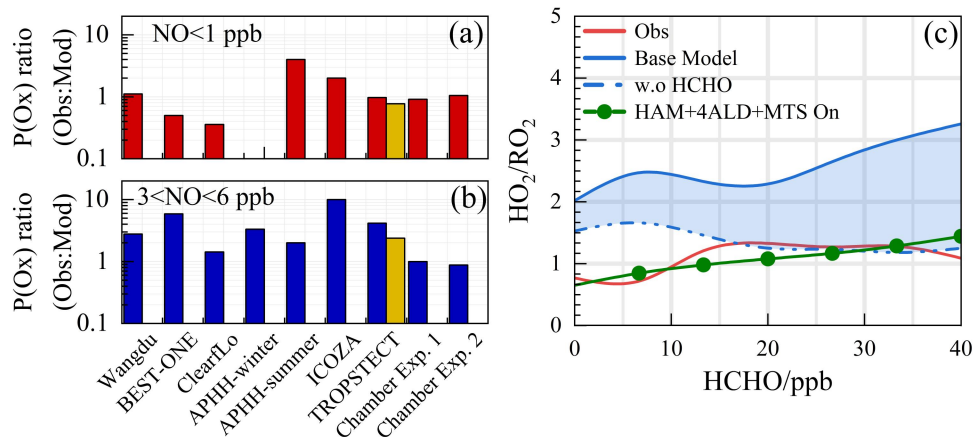 NO<1 ppb
(a)
10
1
0.1
P(Ox) ratio
(Obs:Mod)
3<NO<6 ppb
(b)
10
1
0.1
P(Ox) ratio
(Obs:Mod)
Wangdu
BEST-ONE
ClearfLo
APHH-winter
APHH-summer
ICOZA
TROPSTECT
Chamber Exp. 1
Chamber Exp. 2
(c)
Obs
Base Model
w.o HCHO
HAM+4ALD+MTS On
5
4
3
2
1
0
HO₂/RO₂
0
10
20
30
40
HCHO/ppb